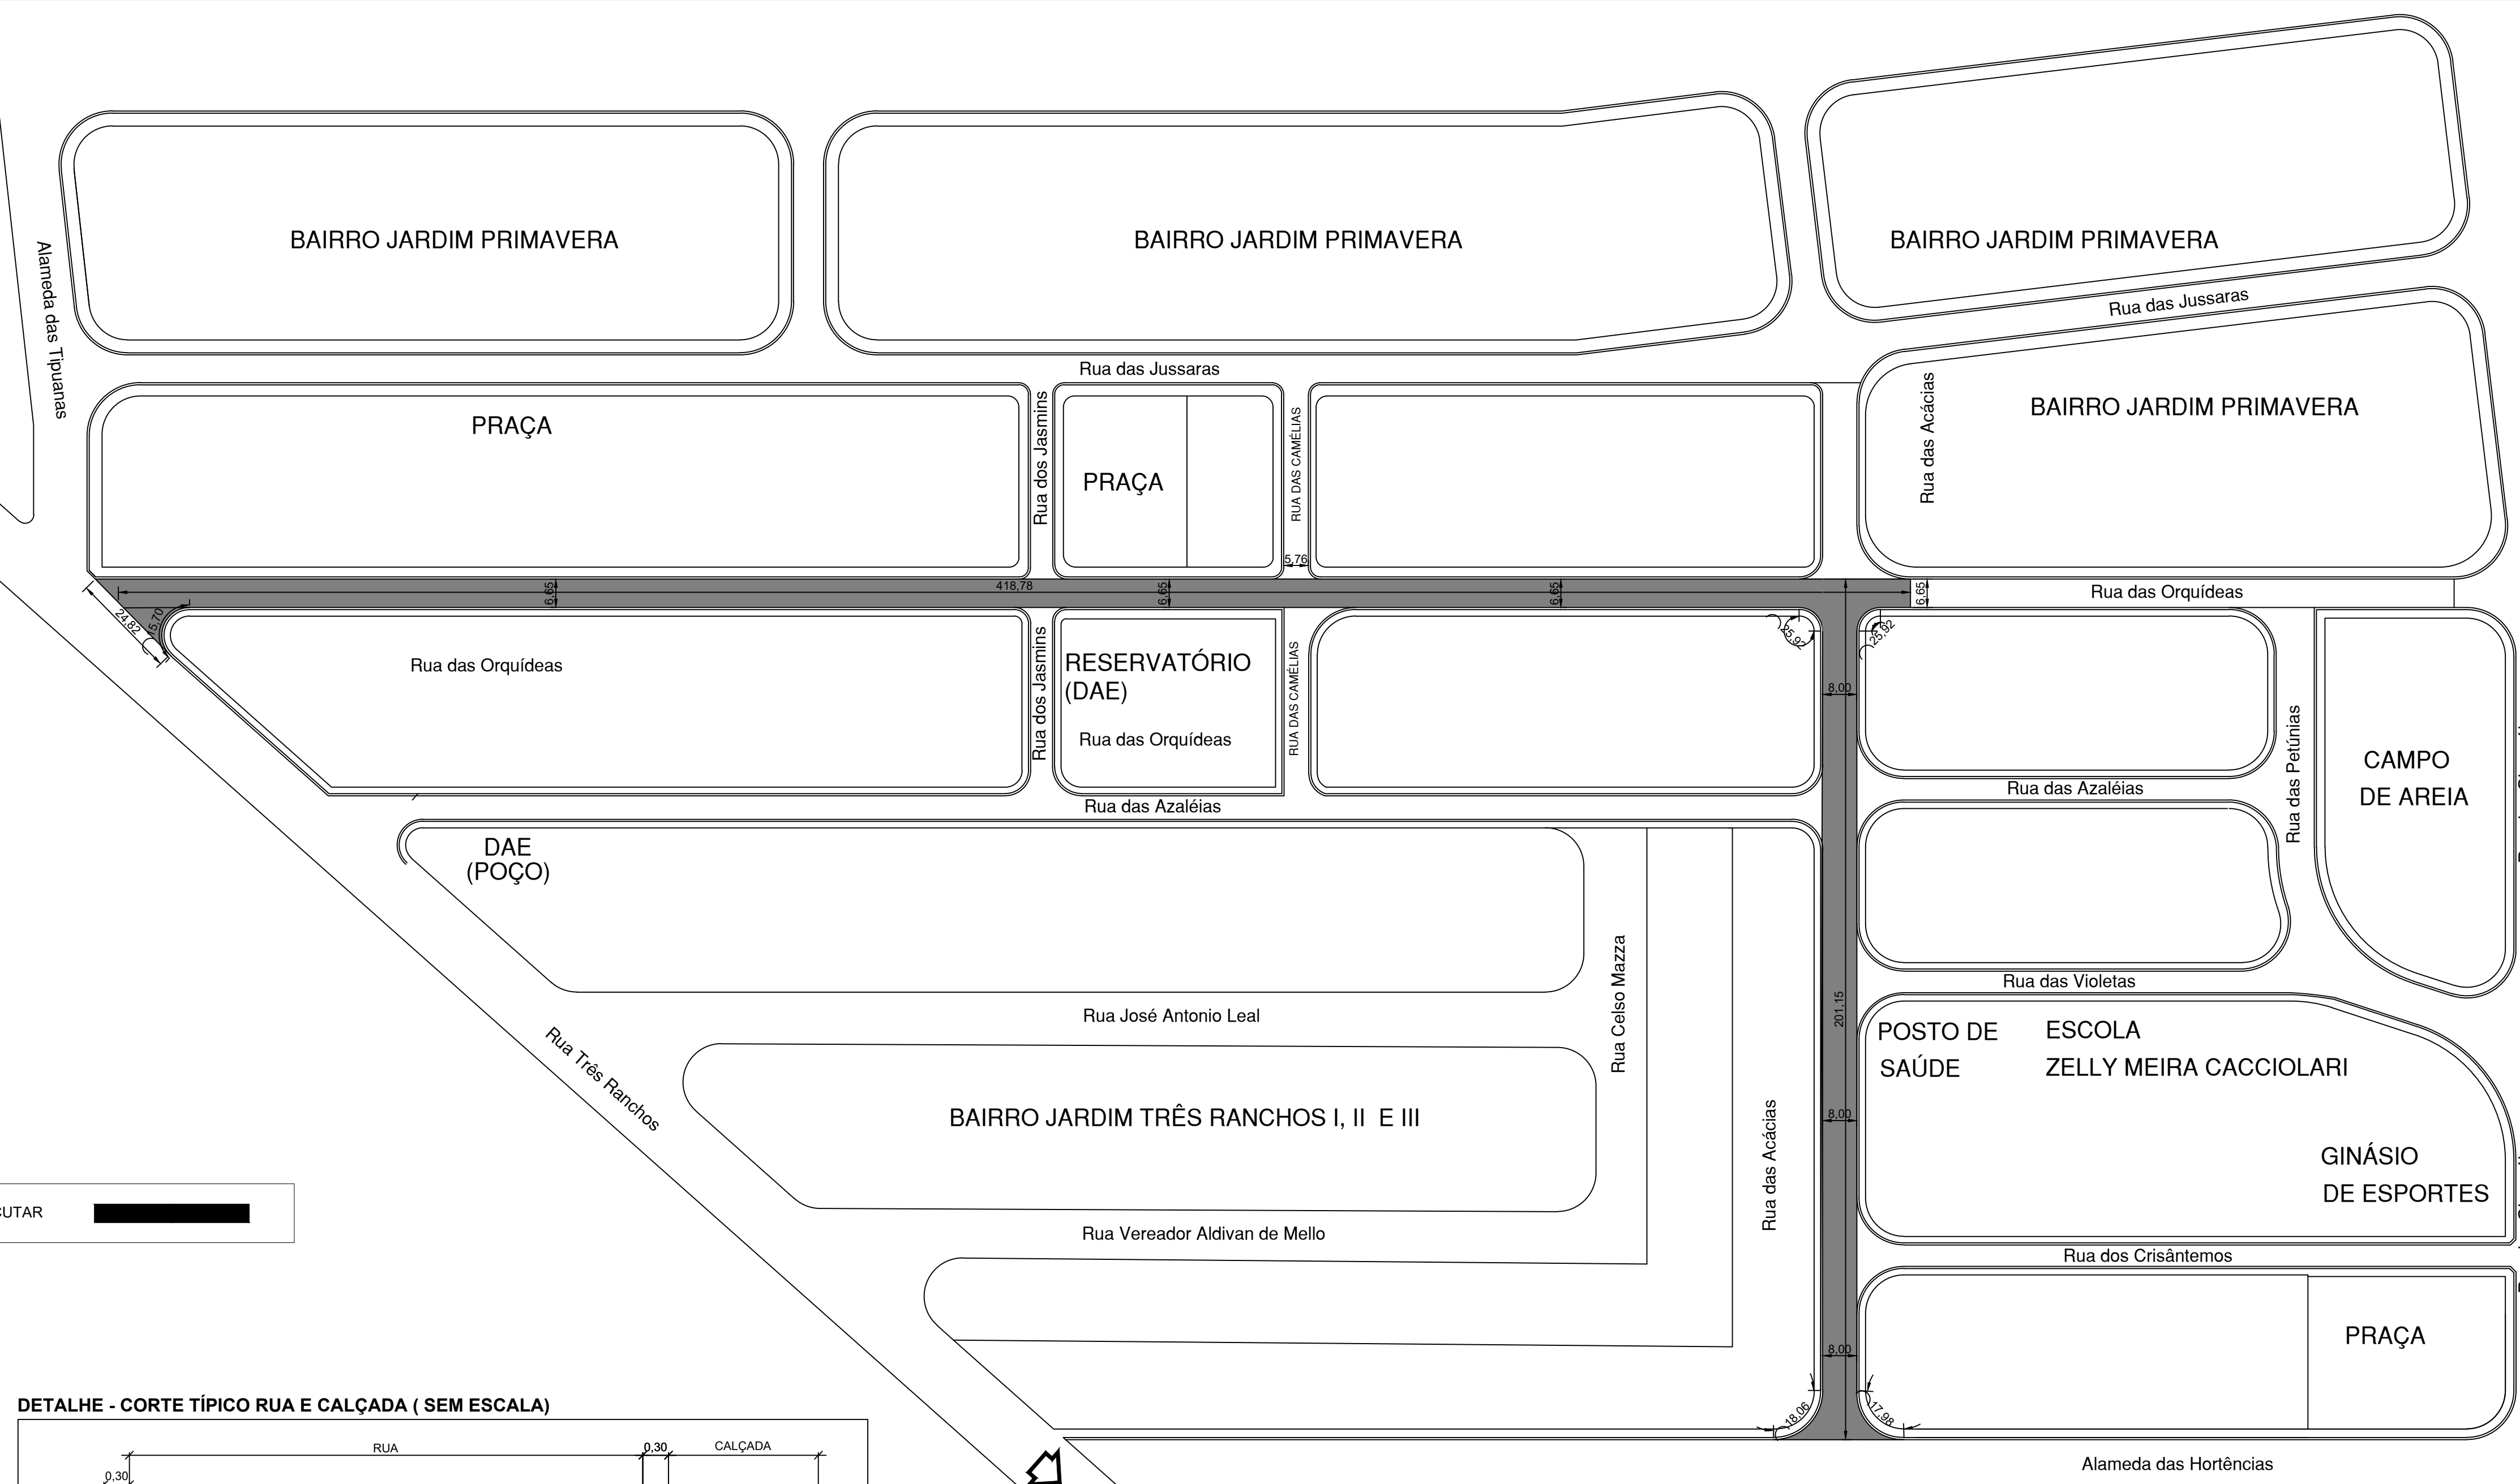 BAIRRO JARDIM PRIMAVERA
BAIRRO JARDIM PRIMAVERA
BAIRRO JARDIM PRIMAVERA
Alameda das Tipuanas
Rua das Jussaras
Rua das Jussaras
PRAÇA
Rua dos Jasmins
PRAÇA
RUA DAS CAMÉLIAS
Rua das Acácias
BAIRRO JARDIM PRIMAVERA
5,76
418,78
6,65
6,65
6,65
6,65
Rua das Orquídeas
24,82
15,70
25,92
25,92
Rua das Orquídeas
Rua dos Jasmins
RESERVATÓRIO
(DAE)
Rua das Orquídeas
RUA DAS CAMÉLIAS
8,00
Rua das Petúnias
CAMPO
DE AREIA
Rua das Azaléias
Rua das Azaléias
DAE
(POÇO)
Rua das Violetas
Rua José Antonio Leal
Rua Celso Mazza
201,15
POSTO DE
SAÚDE
ESCOLA
ZELLY MEIRA CACCIOLARI
Rua Três Ranchos
BAIRRO JARDIM TRÊS RANCHOS I, II E III
Rua das Acácias
8,00
GINÁSIO
DE ESPORTES
CUTAR
Rua Vereador Aldivan de Mello
Rua dos Crisântemos
8,00
PRAÇA
18,06
17,98
DETALHE - CORTE TÍPICO RUA E CALÇADA ( SEM ESCALA)
RUA
0,30
CALÇADA
0,30
Alameda das Hortências